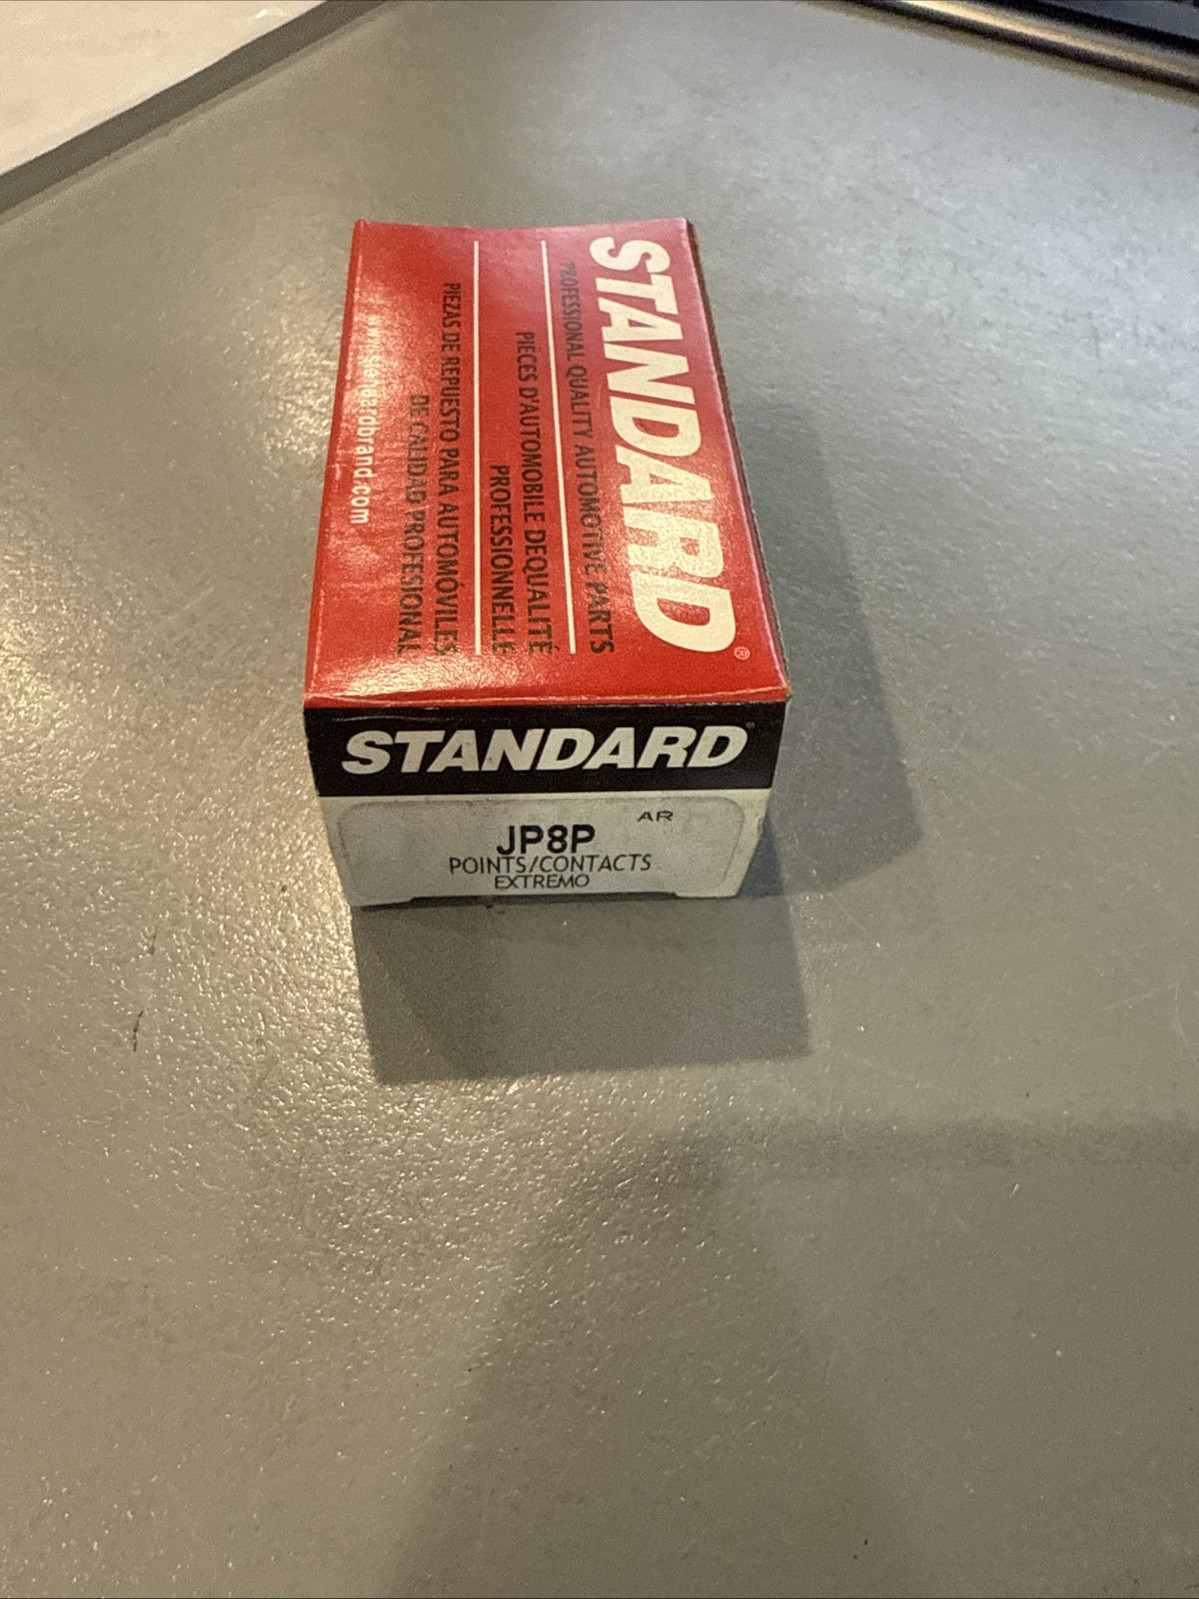 STANDARD®
PROFESSIONAL QUALITY AUTOMOTIVE PARTS
PIÈCES D'AUTOMOBILE DEQUALITÉ
PROFESSIONNELLE
PIEZAS DE REPUESTO PARA AUTOMÓVILES
DE CALIDAD PROFESIONAL
www.standardbrand.com
STANDARD®
AR
JP8P
POINTS/CONTACTS
EXTREMO